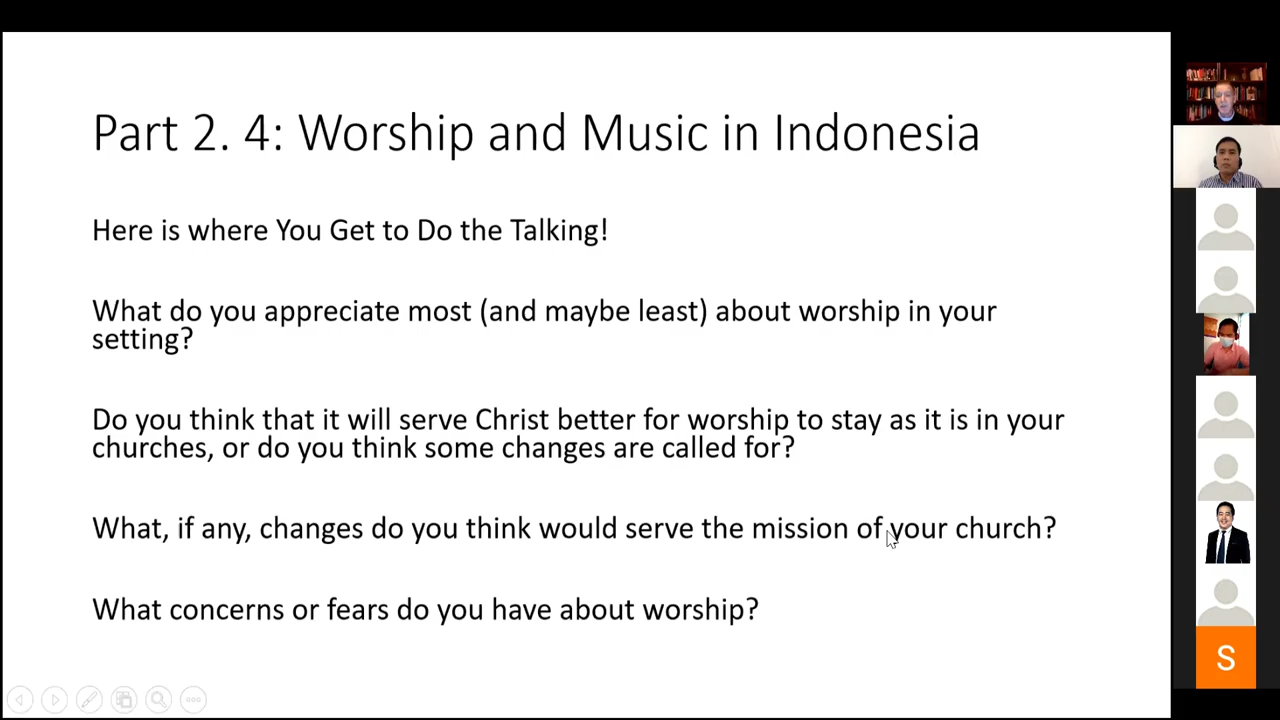 Part 2. 4: Worship and Music in Indonesia
Here is where You Get to Do the Talking!
What do you appreciate most (and maybe least) about worship in your
setting?
Do you think that it will serve Christ better for worship to stay as it is in your
churches, or do you think some changes are called for?
What, if any, changes do you think would serve the mission of your church?
What concerns or fears do you have about worship?
S